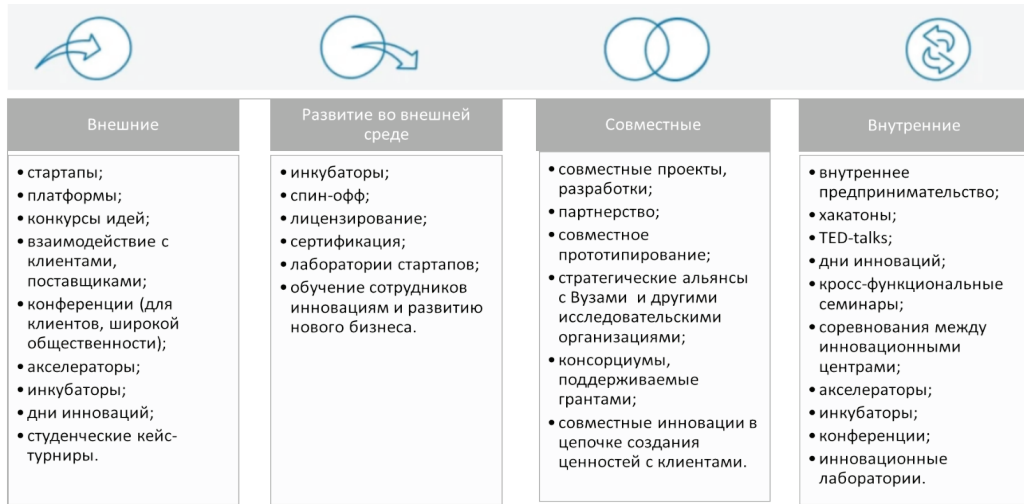 Внешние
• стартапы;
• платформы;
• конкурсы идей;
• взаимодействие с
клиентами,
поставщиками;
• конференции (для
клиентов, широкой
общественности);
• акселераторы;
• инкубаторы;
• дни инноваций;
• студенческие кейс-
турниры.
Развитие во внешней
среде
• инкубаторы;
• спин-офф;
• лицензирование;
• сертификация;
• лаборатории стартапов;
• обучение сотрудников
инновациям и развитию
нового бизнеса.
Совместные
• совместные проекты,
разработки;
• партнерство;
• совместное
прототипирование;
• стратегические альянсы
с Вузами и другими
исследовательскими
организациями;
• консорциумы,
поддерживаемые
грантами;
• совместные инновации в
цепочке создания
ценностей с клиентами.
Внутренние
• внутреннее
предпринимательство;
• хакатоны;
• TED-talks;
• дни инноваций;
• кросс-функциональные
семинары;
• соревнования между
инновационными
центрами;
• акселераторы;
• инкубаторы;
• конференции;
• инновационные
лаборатории.